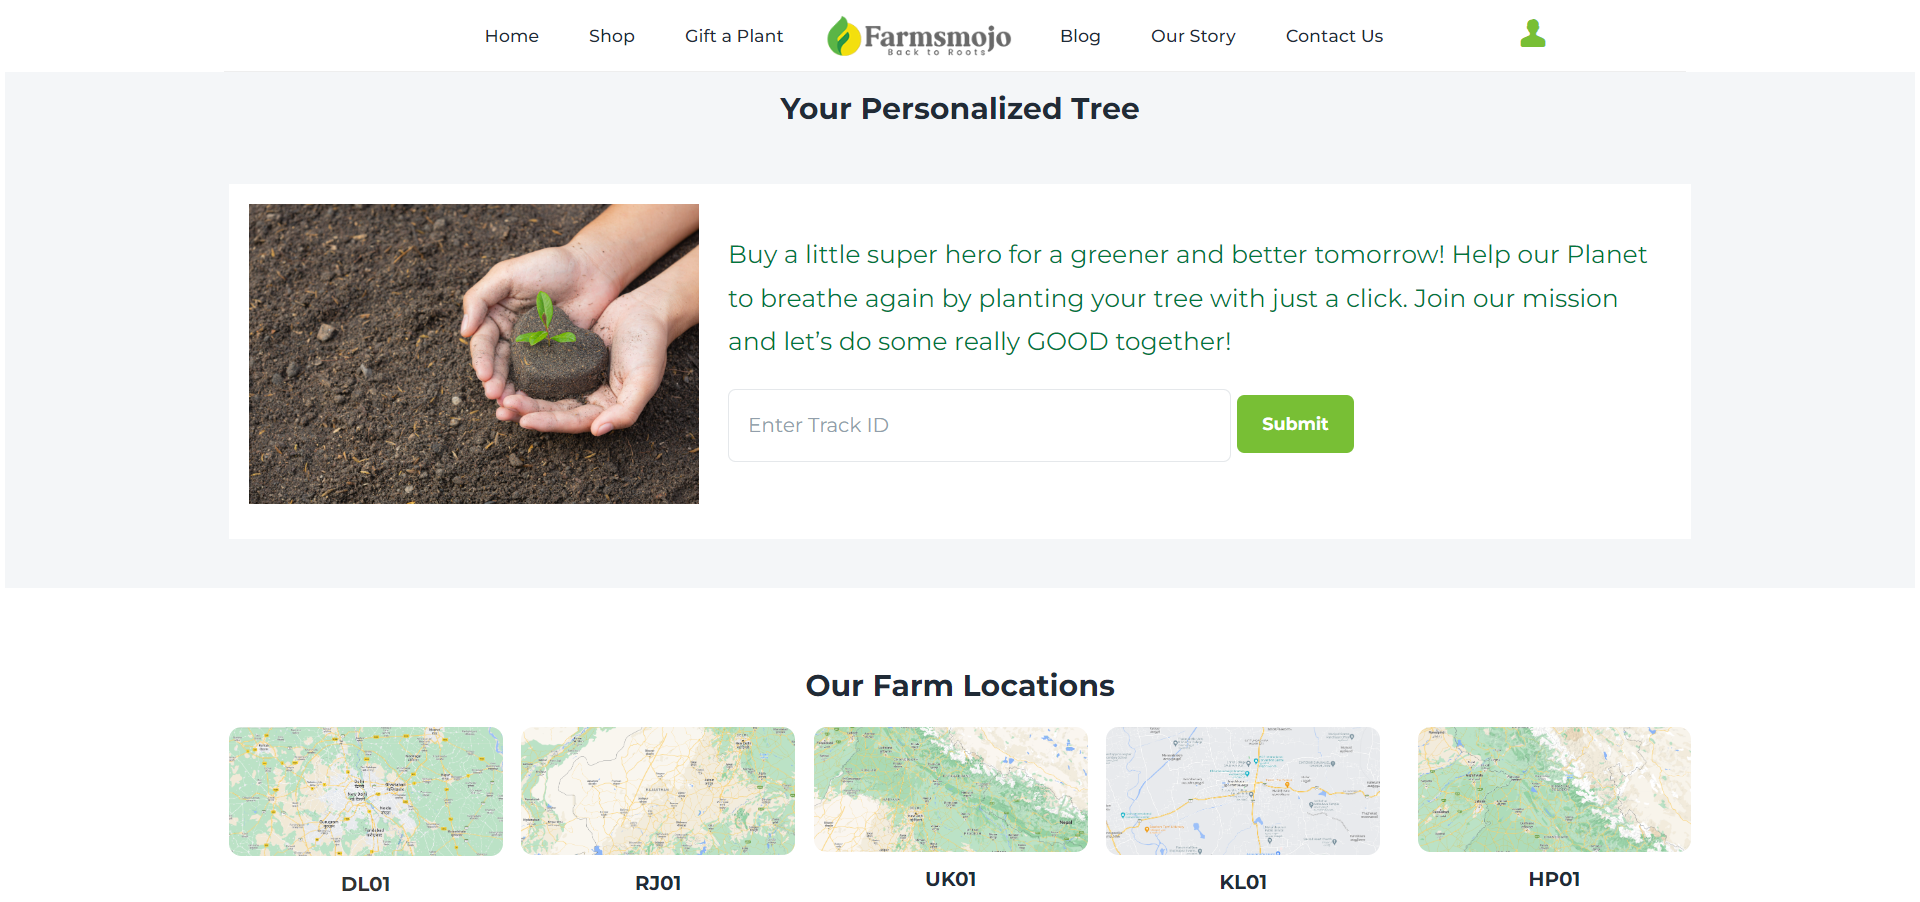 Home
Shop
Gift a Plant
Farmsmojo
Back to Roots
Blog
Our Story
Contact Us
Your Personalized Tree
Buy a little super hero for a greener and better tomorrow! Help our Planet
to breathe again by planting your tree with just a click. Join our mission
and let’s do some really GOOD together!
Enter Track ID
Submit
Our Farm Locations
New Delhi
Nepal
DL01
RJ01
UK01
KL01
HP01